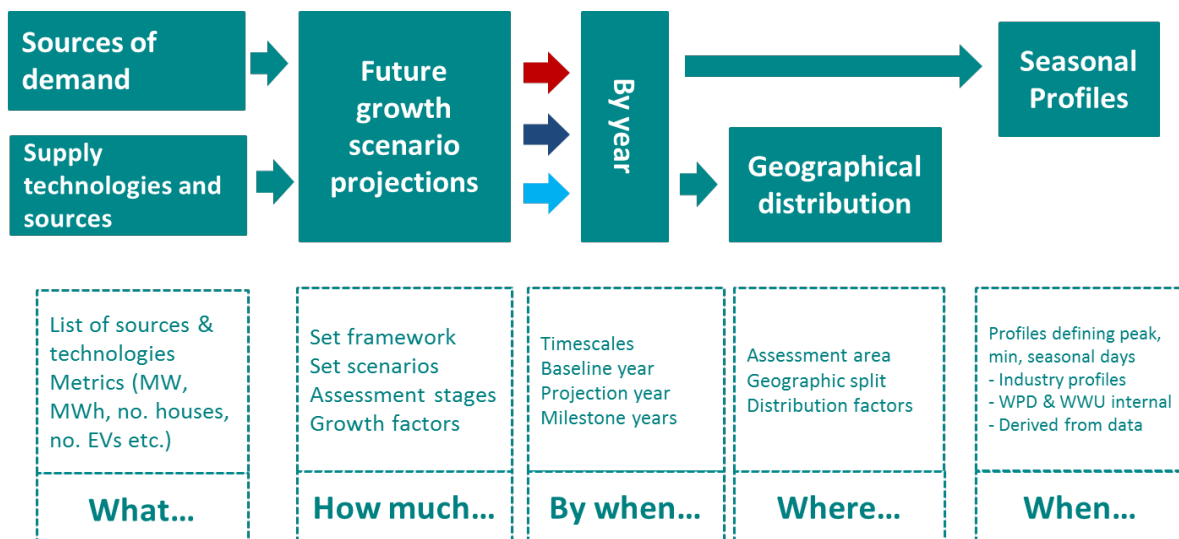 Sources of
demand
Supply
technologies and
sources
Future
growth
scenario
projections
By year
Geographical
distribution
Seasonal
Profiles
List of sources &
technologies
Metrics (MW,
MWh, no. houses,
no. EVs etc.)
What...
Set framework
Set scenarios
Assessment stages
Growth factors
How much...
Timescales
Baseline year
Projection year
Milestone years
By when...
Assessment area
Geographic split
Distribution factors
Where...
Profiles defining peak,
min, seasonal days
- Industry profiles
- WPD & WWU internal
- Derived from data
When...